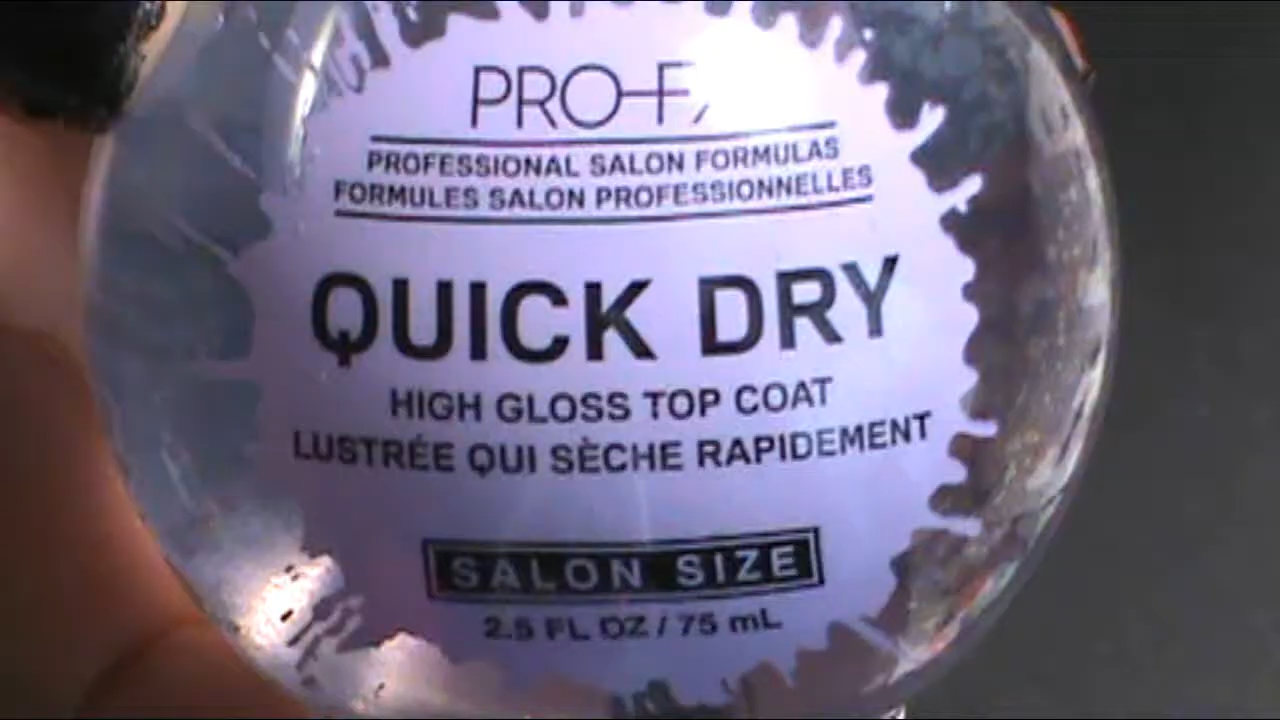 PROFESSIONAL SALON FORMULAS
FORMULES SALON PROFESSIONNELLES
QUICK DRY
HIGH GLOSS TOP COAT
LUSTRÉE QUI SÈCHE RAPIDEMENT
SALON SIZE
2.5 FL OZ / 75 mL